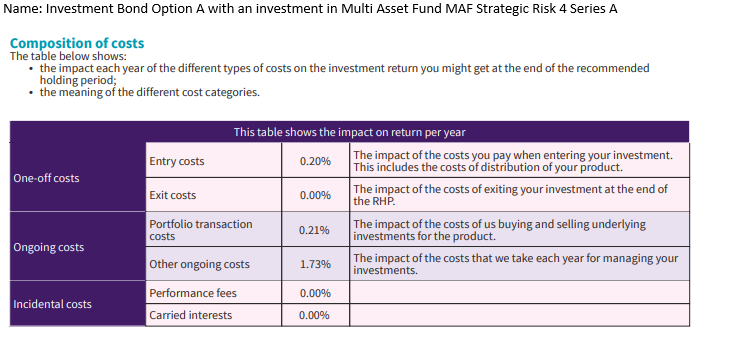 Name: Investment Bond Option A with an investment in Multi Asset Fund MAF Strategic Risk 4 Series A
Composition of costs
The table below shows:
• the impact each year of the different types of costs on the investment return you might get at the end of the recommended
holding period;
• the meaning of the different cost categories.
This table shows the impact on return per year
One-off costs
Entry costs
0.20%
The impact of the costs you pay when entering your investment.
This includes the costs of distribution of your product.
Exit costs
0.00%
The impact of the costs of exiting your investment at the end of
the RHP.
Ongoing costs
Portfolio transaction
costs
0.21%
The impact of the costs of us buying and selling underlying
investments for the product.
Other ongoing costs
1.73%
The impact of the costs that we take each year for managing your
investments.
Incidental costs
Performance fees
0.00%
Carried interests
0.00%